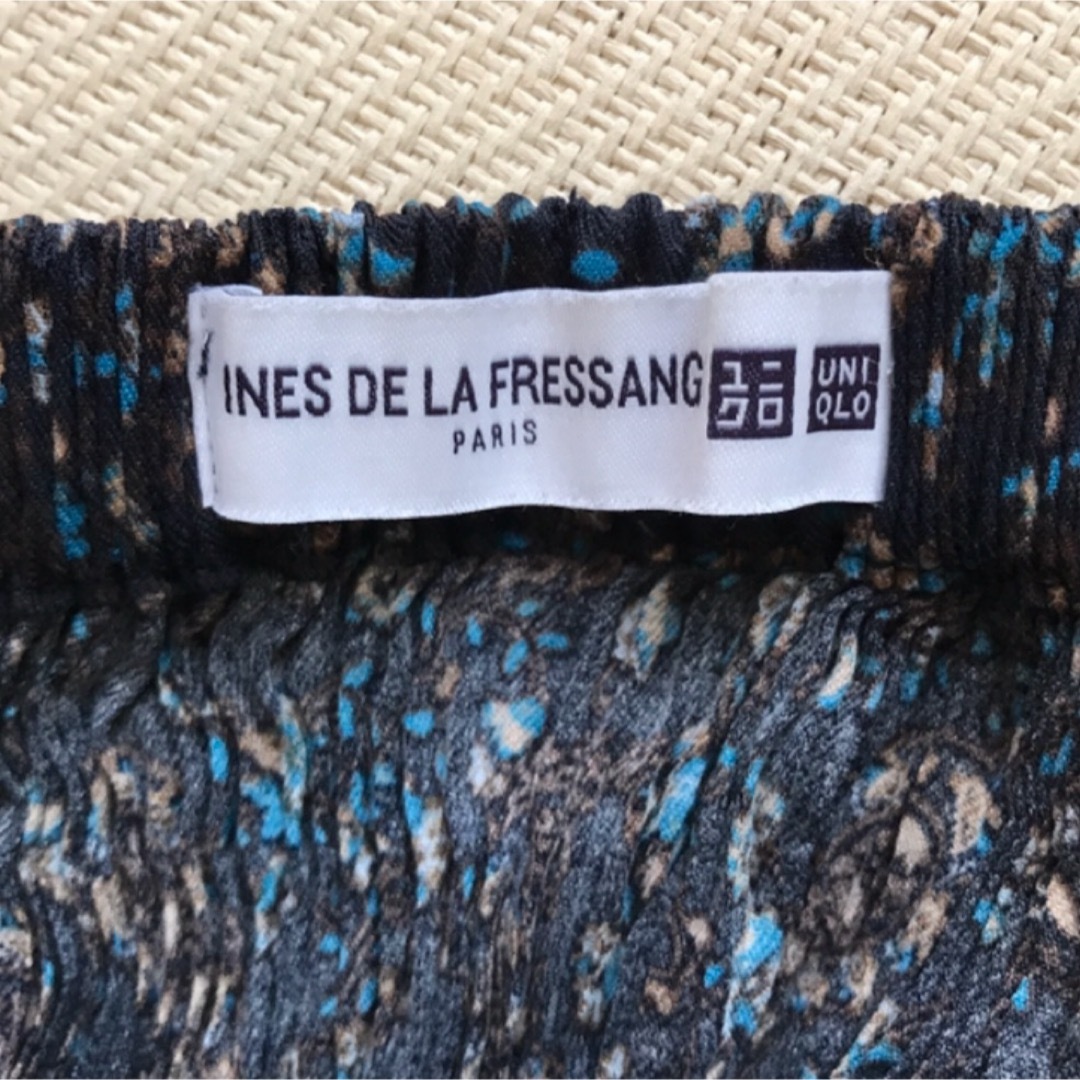 INES DE LA FRESSANG
PARIS
ユニ
クロ
UNI
QLO